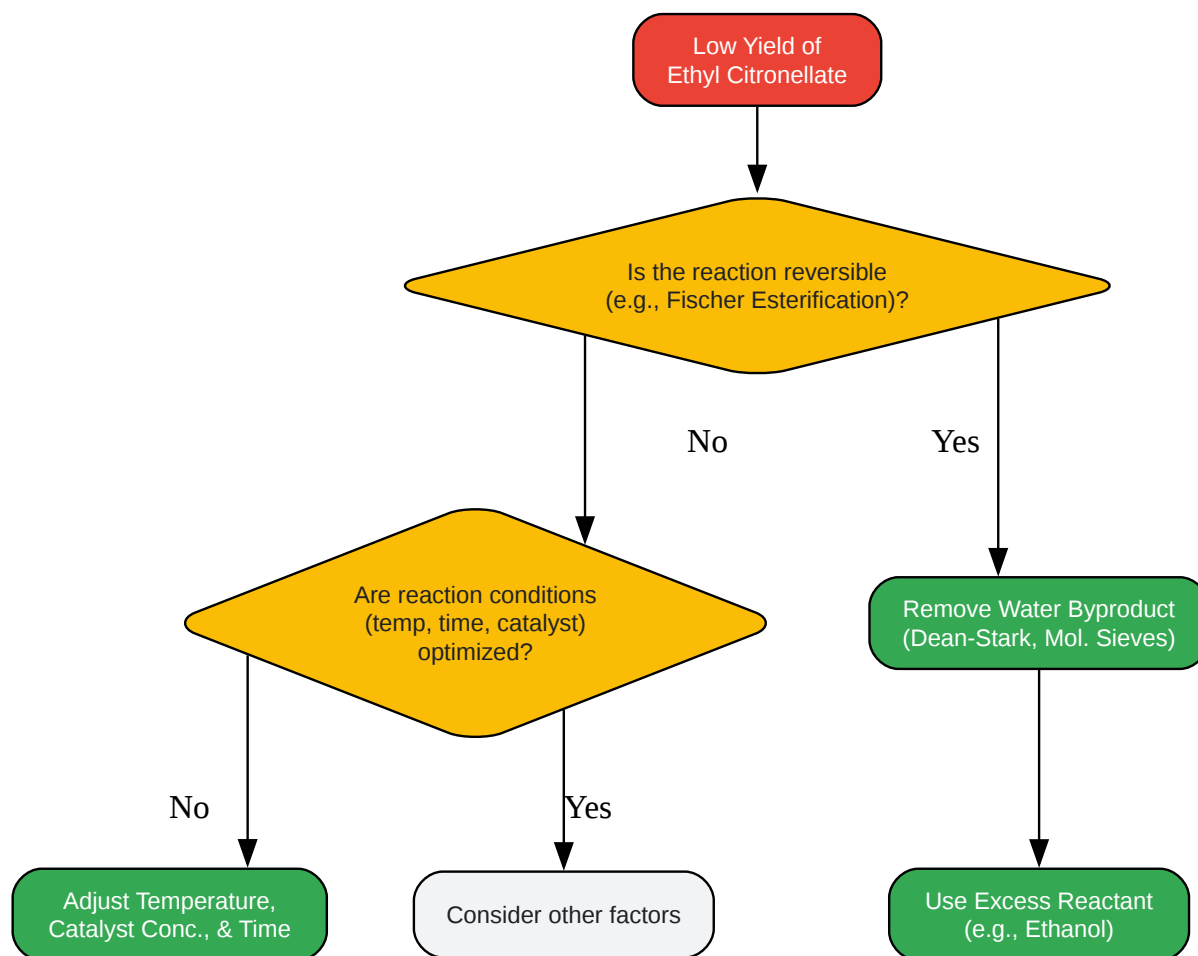 Low Yield of
Ethyl Citronellate
Is the reaction reversible
(e.g., Fischer Esterification)?
No
Yes
Are reaction conditions
(temp, time, catalyst)
optimized?
Remove Water Byproduct
(Dean-Stark, Mol. Sieves)
No
Yes
Adjust Temperature,
Catalyst Conc., & Time
Consider other factors
Use Excess Reactant
(e.g., Ethanol)